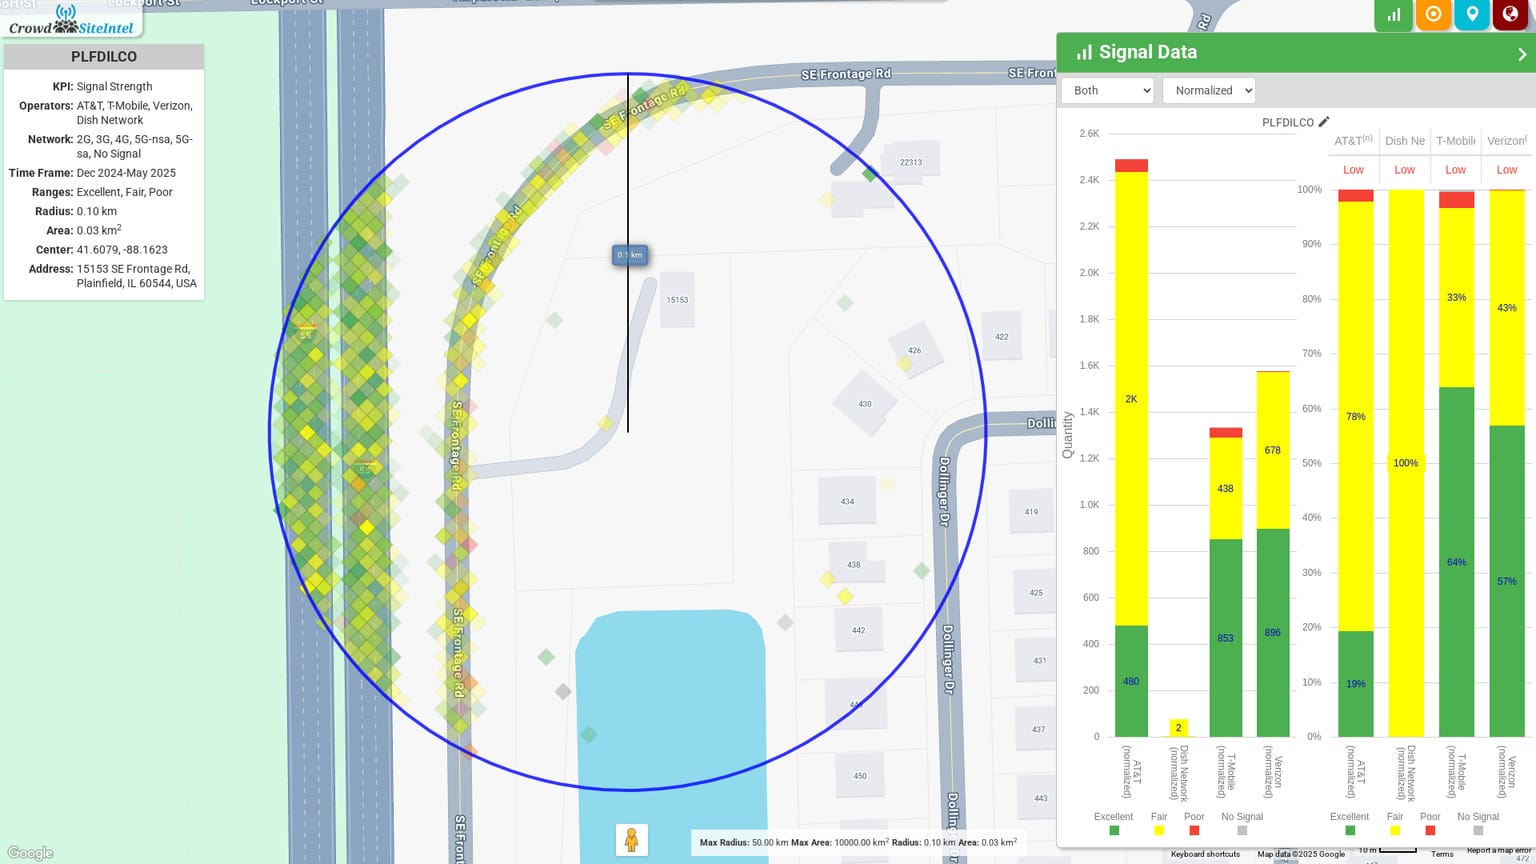 Lockport St
Lockport St
CrowdSiteIntel
PLFDILCO
KPI: Signal Strength
Operators: AT&T, T-Mobile, Verizon,
Dish Network
Network: 2G, 3G, 4G, 5G-nsa, 5G-
sa, No Signal
Time Frame: Dec 2024-May 2025
Ranges: Excellent, Fair, Poor
Radius: 0.10 km
Area: 0.03 km²
Center: 41.6079, -88.1623
Address: 15153 SE Frontage Rd,
Plainfield, IL 60544, USA
SE Frontage Rd
SE Front
Rd
SE Frontage Rd
SE Frontage Rd
SE Frontage Rd
SE Frontage Rd
SE Front
0.1 km
55
55
22313
15153
422
426
430
Dolli
434
419
438
425
442
431
437
450
443
Dollinger Dr
Dollinger Dr
Dollinger
Signal Data
Both
Normalized
PLFDILCO
Quantity
2.6K
2.4K
2.2K
2.0K
1.8K
1.6K
1.4K
1.2K
1.0K
800
600
400
200
0
2K
480
2
438
853
678
896
AT&T
(normalized)
Dish Network
(normalized)
T-Mobile
(normalized)
Verizon
(normalized)
Excellent Fair Poor No Signal
AT&T(n) Dish Ne T-Mobile Verizon(
Low Low Low Low
100%
90%
80%
70%
60%
50%
40%
30%
20%
10%
0%
78%
19%
100%
33%
64%
43%
57%
AT&T
(normalized)
Dish Network
(normalized)
T-Mobile
(normalized)
Verizon
(normalized)
Excellent Fair Poor No Signal
Google
Max Radius: 50.00 km Max Area: 10000.00 km² Radius: 0.10 km Area: 0.03 km²
Keyboard shortcuts Map data ©2025 Google 10 m Terms Report a map error
472